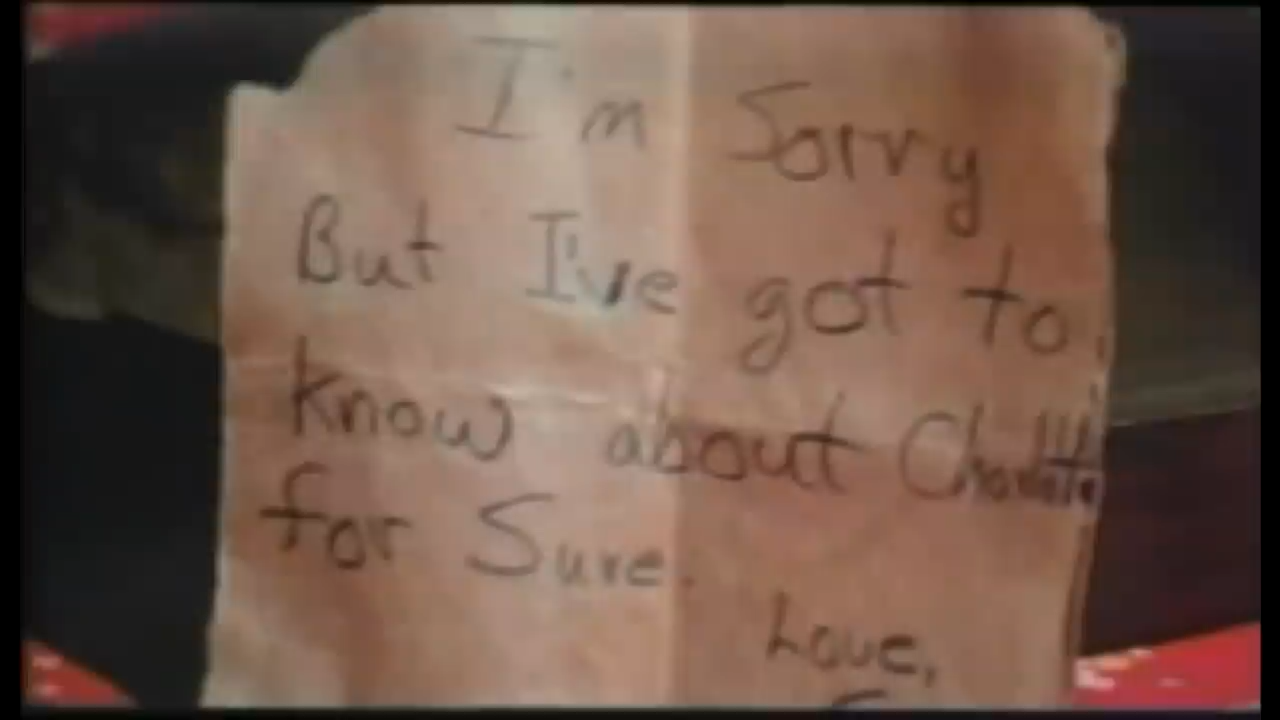 I'm Sorry
But I've got to
know about Charlotte
for Sure.
Love,